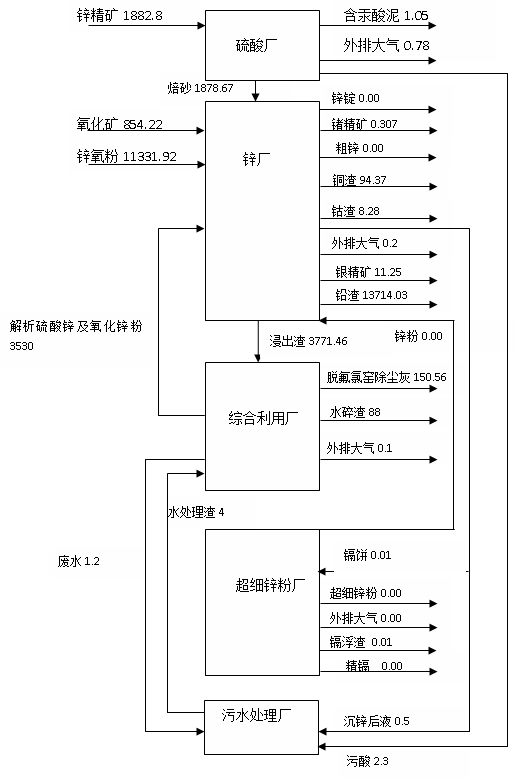 锌精矿 1882.8
硫酸厂
含汞酸泥 1.05
外排大气 0.78
焙砂 1878.67
氧化矿 854.22
锌氧粉 11331.92
锌厂
锌锭 0.00
锗精矿 0.307
粗锌 0.00
铜渣 94.37
钴渣 8.28
外排大气 0.2
银精矿 11.25
铅渣 13714.03
解析硫酸锌及氧化锌粉
3530
浸出渣 3771.46
锌粉 0.00
综合利用厂
脱氟氯窑除尘灰 150.56
水碎渣 88
外排大气 0.1
水处理渣 4
废水 1.2
超细锌粉厂
镉饼 0.01
超细锌粉 0.00
外排大气 0.00
镉浮渣 0.01
精镉 0.00
污水处理厂
沉锌后液 0.5
污酸 2.3